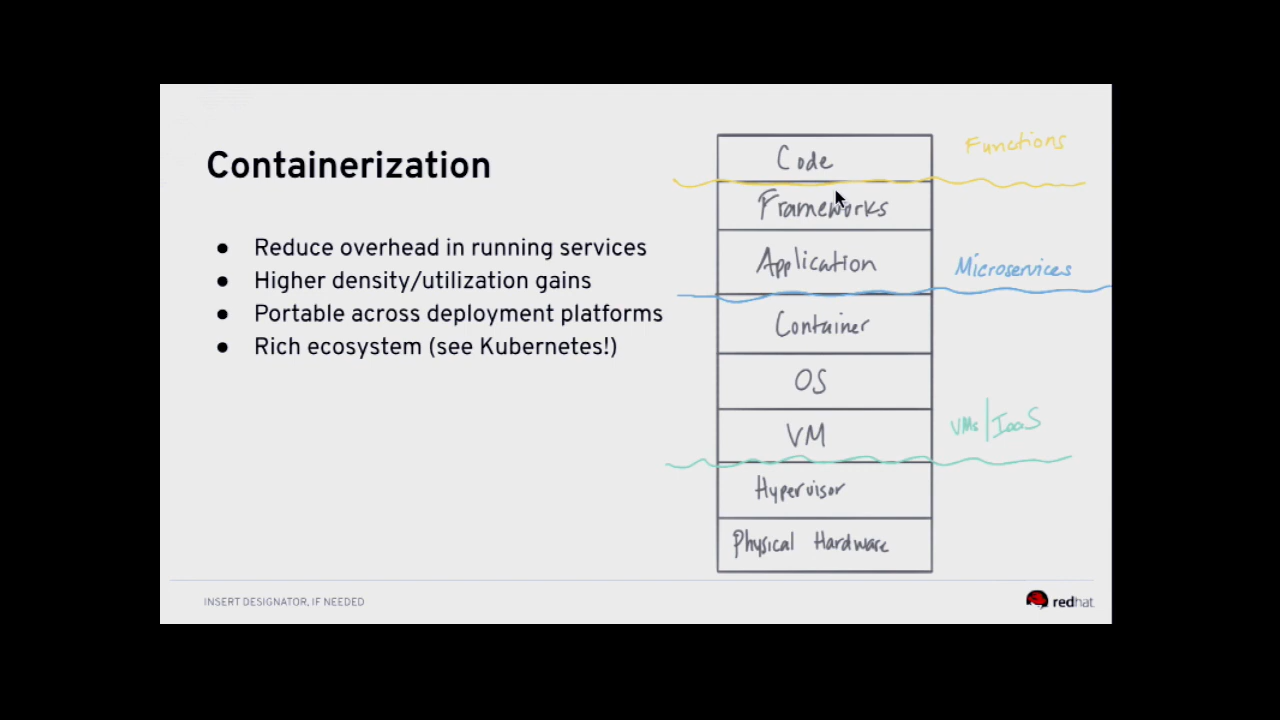 Containerization
● Reduce overhead in running services
● Higher density/utilization gains
● Portable across deployment platforms
● Rich ecosystem (see Kubernetes!)
Code
Functions
Frameworks
Application
Microservices
Container
OS
VM
VMs|IaaS
Hypervisor
Physical Hardware
INSERT DESIGNATOR, IF NEEDED
redhat.